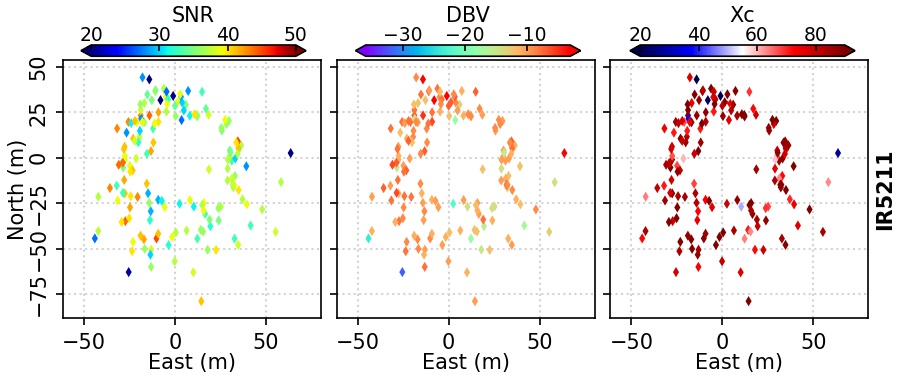 SNR DBV Xc
20 30 40 50 −30 −20 −10 20 40 60 80
50
25
0
−25
−50
−75
North (m)
IR5211
−50 0 50 −50 0 50 −50 0 50
East (m) East (m) East (m)